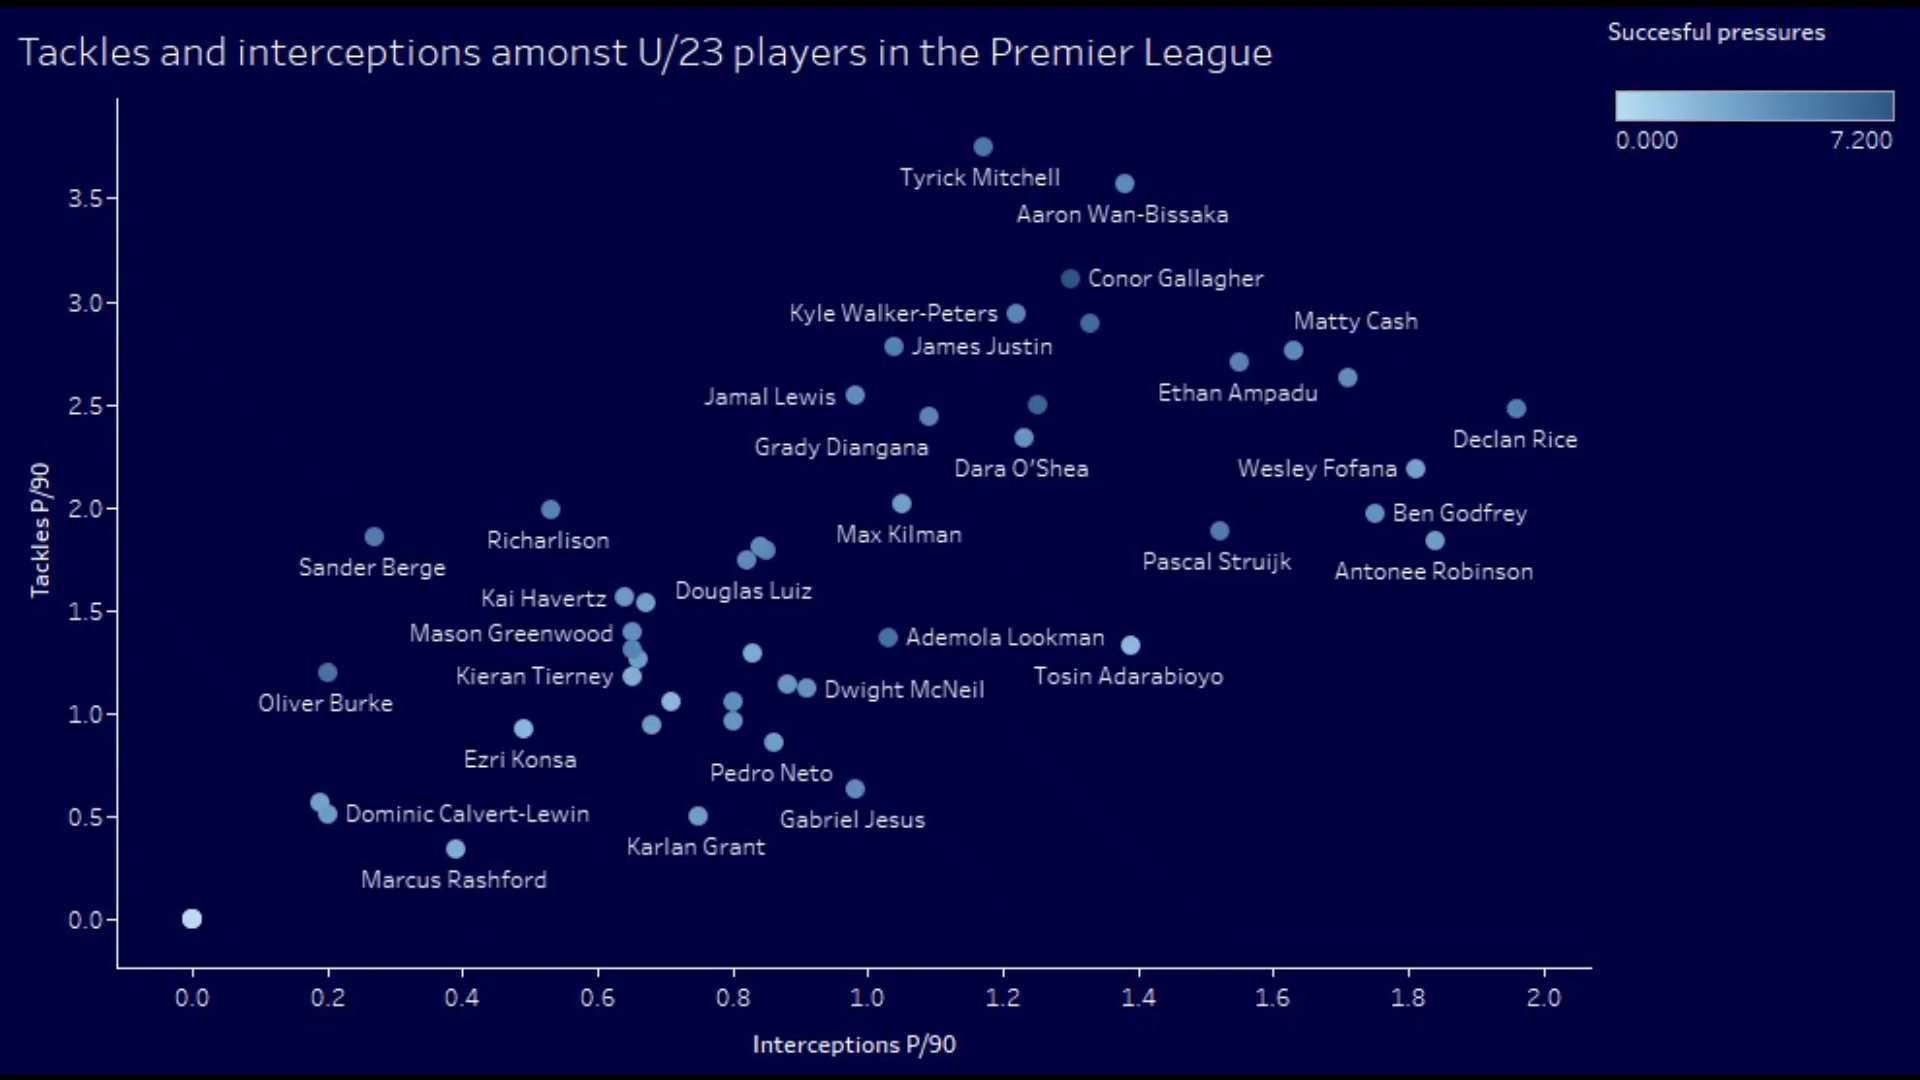 Tackles and interceptions amonst U/23 players in the Premier League
Succesful pressures
0.000
7.200
Tyrick Mitchell
3.5
Aaron Wan-Bissaka
Conor Gallagher
3.0
Kyle Walker-Peters
Matty Cash
James Justin
Ethan Ampadu
Jamal Lewis
2.5
Declan Rice
Grady Diangana
Dara O'Shea
Wesley Fofana
Tackles P/90
2.0
Ben Godfrey
Max Kilman
Richarlison
Pascal Struijk
Sander Berge
Antonee Robinson
Douglas Luiz
Kai Havertz
1.5
Mason Greenwood
Ademola Lookman
Kieran Tierney
Tosin Adarabioyo
Dwight McNeil
Oliver Burke
1.0
Ezri Konsa
Pedro Neto
0.5
Dominic Calvert-Lewin
Gabriel Jesus
Karlan Grant
Marcus Rashford
0.0
0.0 0.2 0.4 0.6 0.8 1.0 1.2 1.4 1.6 1.8 2.0
Interceptions P/90